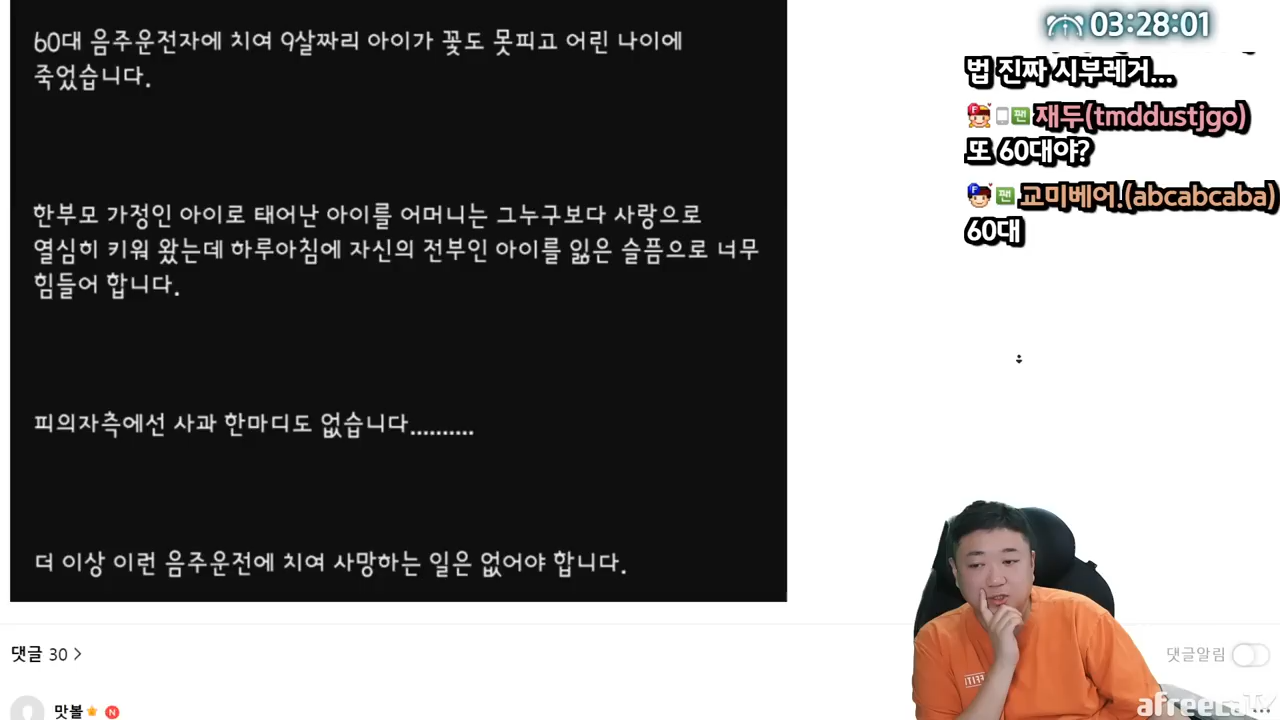 60대 음주운전자에 치여 9살짜리 아이가 꽃도 못피고 어린 나이에
죽었습니다.
한부모 가정인 아이로 태어난 아이를 어머니는 그누구보다 사랑으로
열심히 키워 왔는데 하루아침에 자신의 전부인 아이를 잃은 슬픔으로 너무
힘들어 합니다.
피의자측에선 사과 한마디도 없습니다..........
더 이상 이런 음주운전에 치여 사망하는 일은 없어야 합니다.
댓글 30 >
댓글알림
맛볼 N
03:28:01
법 진짜 시부레거...
F 팬 재두(tmddustjgo)
또 60대야?
F 팬 교미베어.(abcabcaba)
60대
afreecaTV